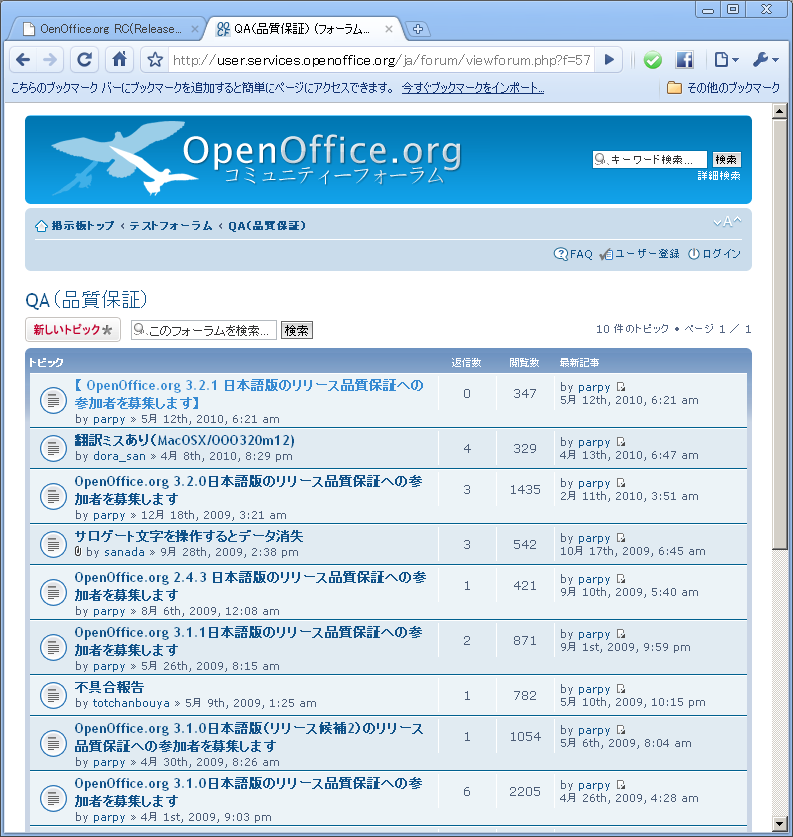 OenOffice.org RC(Release...
QA(品質保証) (フォーラム...
http://user.services.openoffice.org/ja/forum/viewforum.php?f=57
こちらのブックマーク バーにブックマークを追加すると簡単にページにアクセスできます。 今すぐブックマークをインポート...
その他のブックマーク
OpenOffice.org
コミュニティーフォーラム
キーワード検索... 検索
詳細検索
掲示板トップ ‹ テストフォーラム ‹ QA(品質保証)
A
FAQ ユーザー登録 ログイン
QA(品質保証)
新しいトピック* このフォーラムを検索... 検索
10 件のトピック • ページ 1 / 1
トピック 返信数 閲覧数 最新記事
【 OpenOffice.org 3.2.1 日本語版のリリース品質保証への
参加者を募集します】
by parpy » 5月 12th, 2010, 6:21 am
0 347
by parpy
5月 12th, 2010, 6:21 am
翻訳ミスあり(MacOSX/OOO320m12)
by dora_san » 4月 8th, 2010, 8:29 pm
4 329
by parpy
4月 13th, 2010, 6:47 am
OpenOffice.org 3.2.0日本語版のリリース品質保証への参
加者を募集します
by parpy » 12月 18th, 2009, 3:21 am
3 1435
by parpy
2月 11th, 2010, 3:51 am
サロゲート文字を操作するとデータ消失
by sanada » 9月 28th, 2009, 2:38 pm
3 542
by parpy
10月 17th, 2009, 6:45 am
OpenOffice.org 2.4.3 日本語版のリリース品質保証への参
加者を募集します
by parpy » 8月 6th, 2009, 12:08 am
1 421
by parpy
9月 10th, 2009, 5:40 am
OpenOffice.org 3.1.1日本語版のリリース品質保証への参
加者を募集します
by parpy » 5月 26th, 2009, 8:15 am
2 871
by parpy
9月 1st, 2009, 9:59 pm
不具合報告
by totchanbouya » 5月 9th, 2009, 1:25 am
1 782
by parpy
5月 10th, 2009, 10:15 pm
OpenOffice.org 3.1.0日本語版(リリース候補2)のリリース
品質保証への参加者を募集します
by parpy » 4月 30th, 2009, 8:26 am
1 1054
by parpy
5月 6th, 2009, 8:04 am
OpenOffice.org 3.1.0日本語版のリリース品質保証への参
加者を募集します
by parpy » 4月 1st, 2009, 9:03 pm
6 2205
by parpy
4月 26th, 2009, 4:28 am